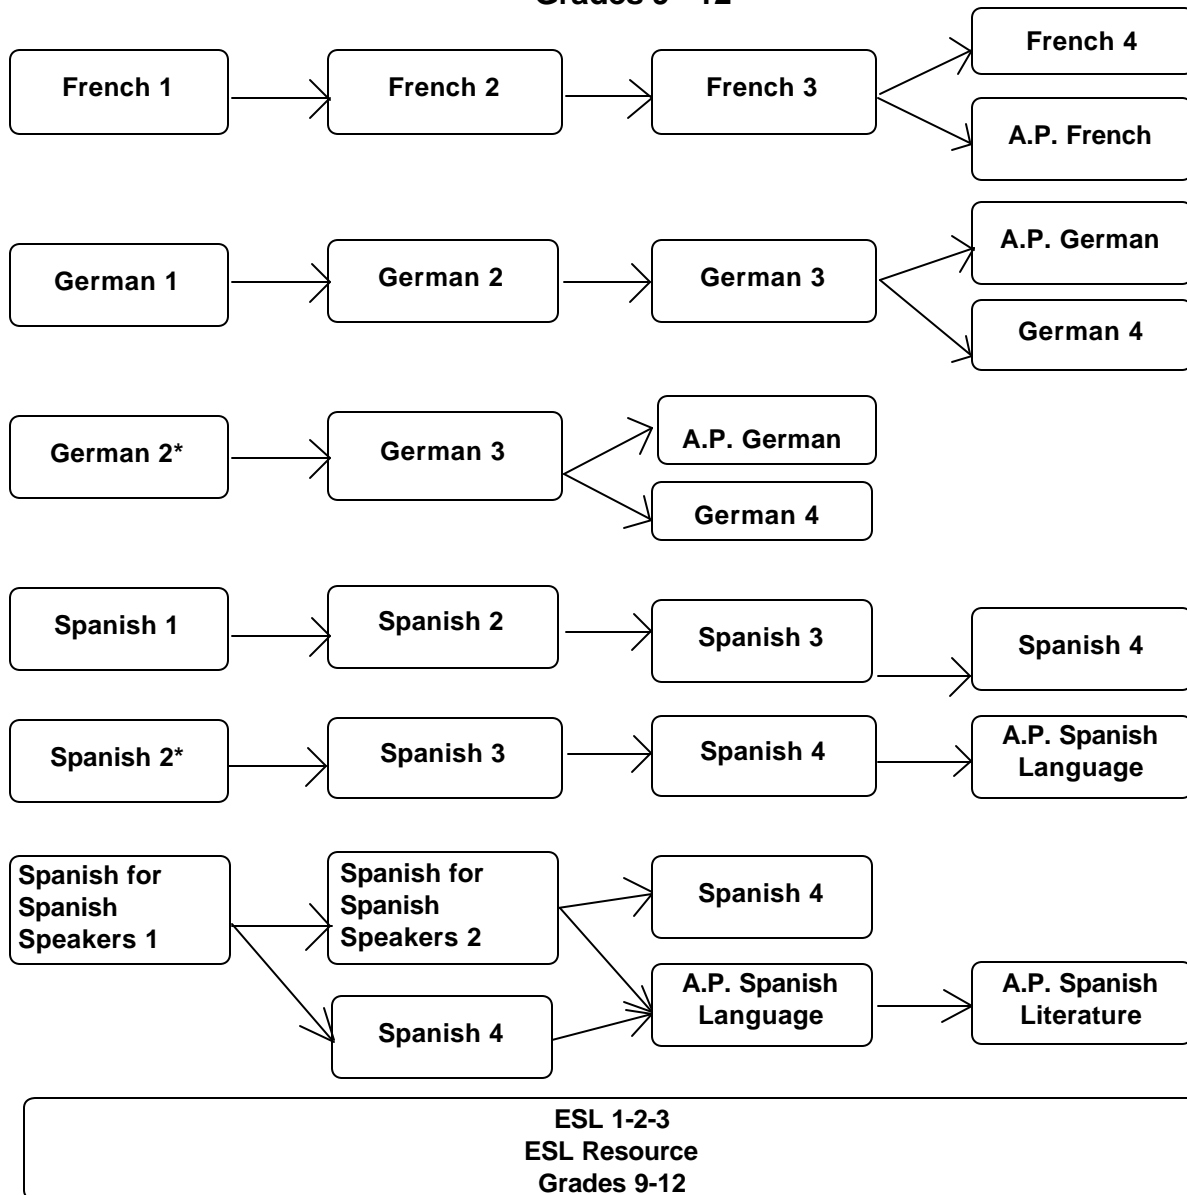 Grades 9 - 12
French 1
French 2
French 3
French 4
A.P. French
German 1
German 2
German 3
A.P. German
German 4
German 2*
German 3
A.P. German
German 4
Spanish 1
Spanish 2
Spanish 3
Spanish 4
Spanish 2*
Spanish 3
Spanish 4
A.P. Spanish
Language
Spanish for
Spanish
Speakers 1
Spanish for
Spanish
Speakers 2
Spanish 4
Spanish 4
A.P. Spanish
Language
A.P. Spanish
Literature
ESL 1-2-3
ESL Resource
Grades 9-12